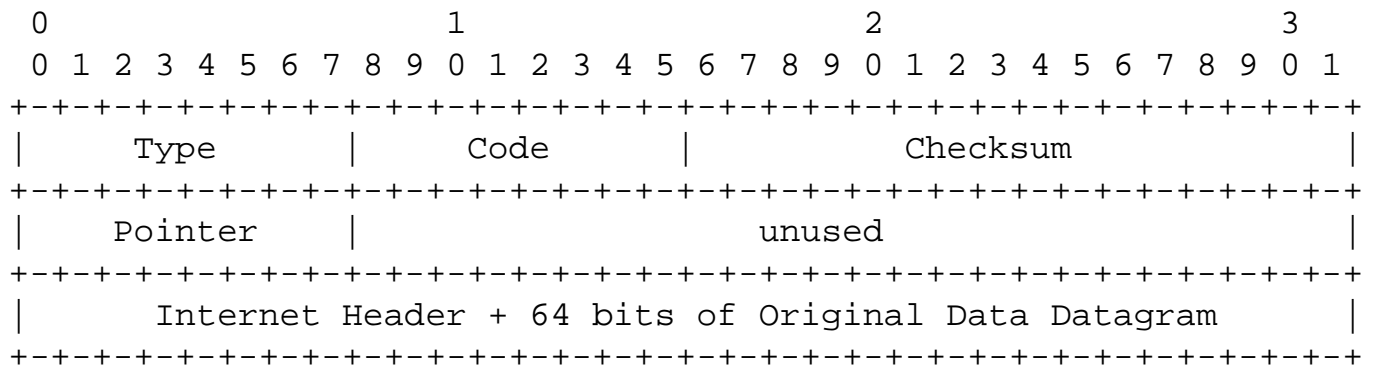 0                   1                   2                   3
 0 1 2 3 4 5 6 7 8 9 0 1 2 3 4 5 6 7 8 9 0 1 2 3 4 5 6 7 8 9 0 1
+-+-+-+-+-+-+-+-+-+-+-+-+-+-+-+-+-+-+-+-+-+-+-+-+-+-+-+-+-+-+-+-+
|     Type      |     Code      |          Checksum             |
+-+-+-+-+-+-+-+-+-+-+-+-+-+-+-+-+-+-+-+-+-+-+-+-+-+-+-+-+-+-+-+-+
|    Pointer    |                   unused                      |
+-+-+-+-+-+-+-+-+-+-+-+-+-+-+-+-+-+-+-+-+-+-+-+-+-+-+-+-+-+-+-+-+
|      Internet Header + 64 bits of Original Data Datagram      |
+-+-+-+-+-+-+-+-+-+-+-+-+-+-+-+-+-+-+-+-+-+-+-+-+-+-+-+-+-+-+-+-+